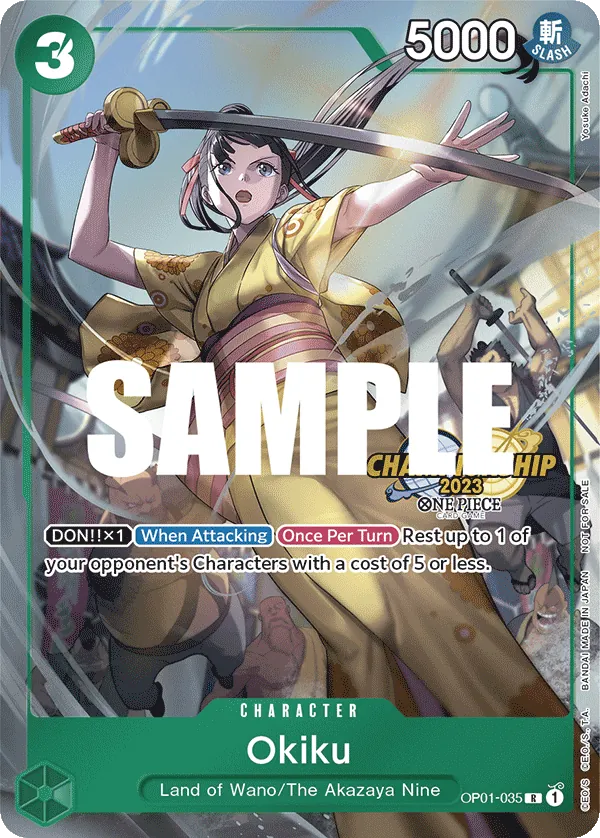 3
5000
斬
SLASH
Yosuke Adachi
SAMPLE
CHAMPIONSHIP
2023
ONE PIECE
CARD GAME
DON!!×1 When Attacking Once Per Turn Rest up to 1 of
your opponent's Characters with a cost of 5 or less.
©E.O/S ©E.O./S., T.A. BANDAI MADE IN JAPAN NOT FOR SALE
CHARACTER
Okiku
Land of Wano/The Akazaya Nine
OP01-035 R 1